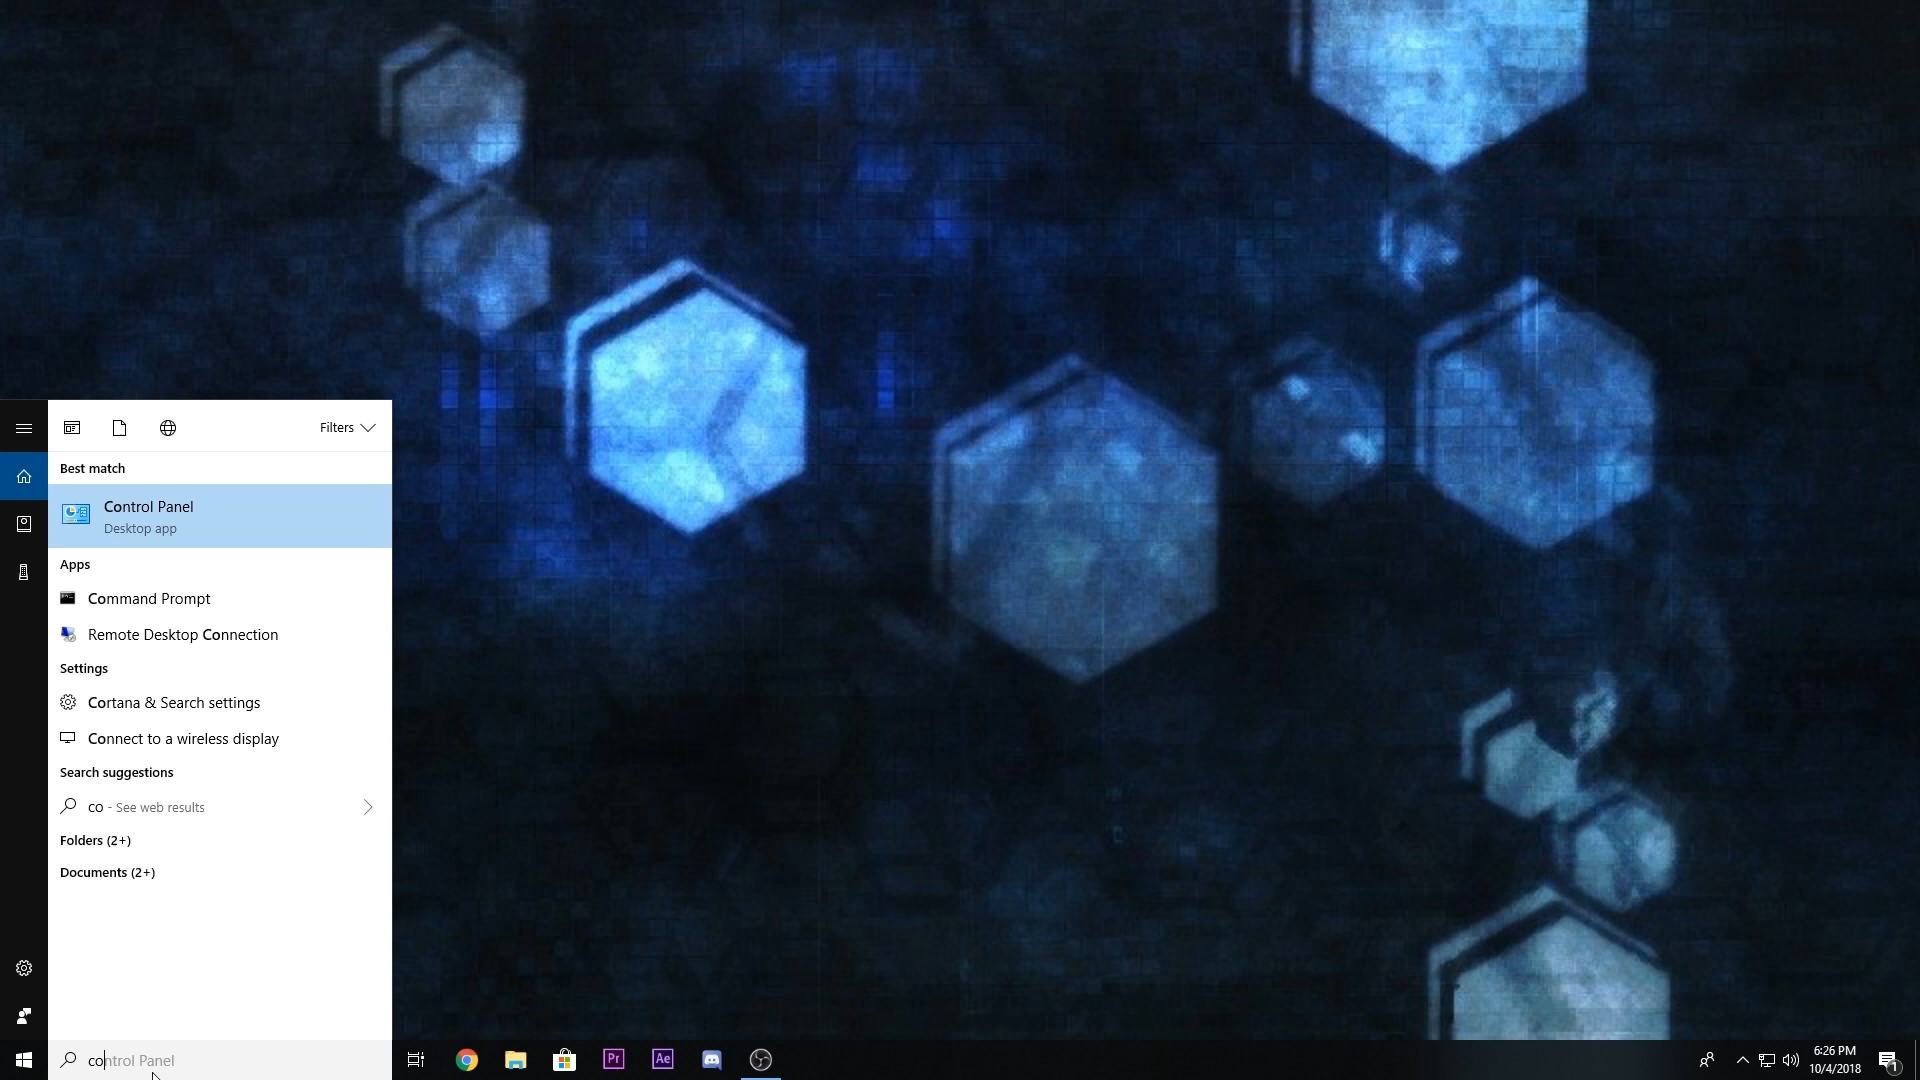 Filters
Best match
Control Panel
Desktop app
Apps
Command Prompt
Remote Desktop Connection
Settings
Cortana & Search settings
Connect to a wireless display
Search suggestions
co - See web results
Folders (2+)
Documents (2+)
control Panel
Pr
Ae
6:26 PM
10/4/2018
1